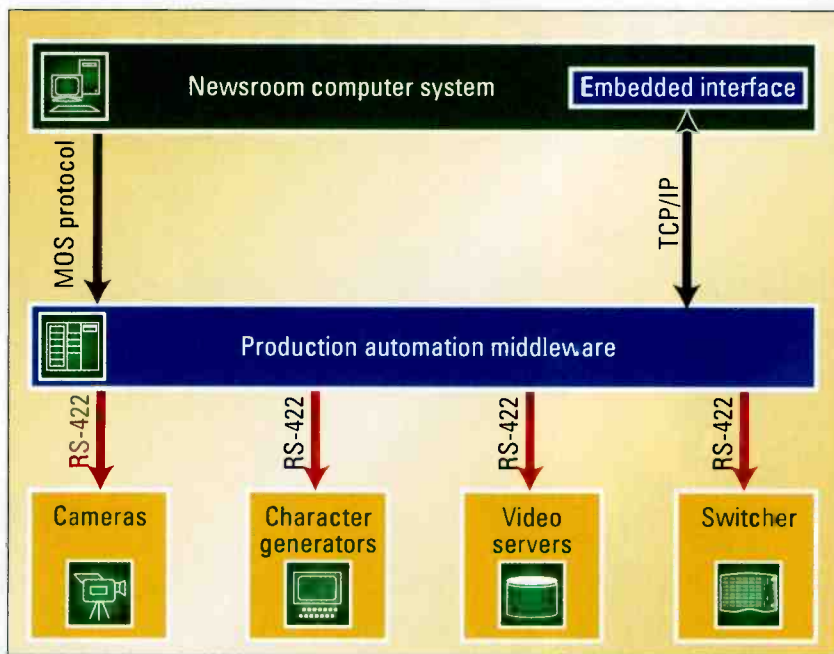 Newsroom computer system
Embedded interface
MOS protocol
TCP/IP
Production automation middleware
RS-422
RS-422
RS-422
RS-422
Cameras
Character
generators
Video
servers
Switcher